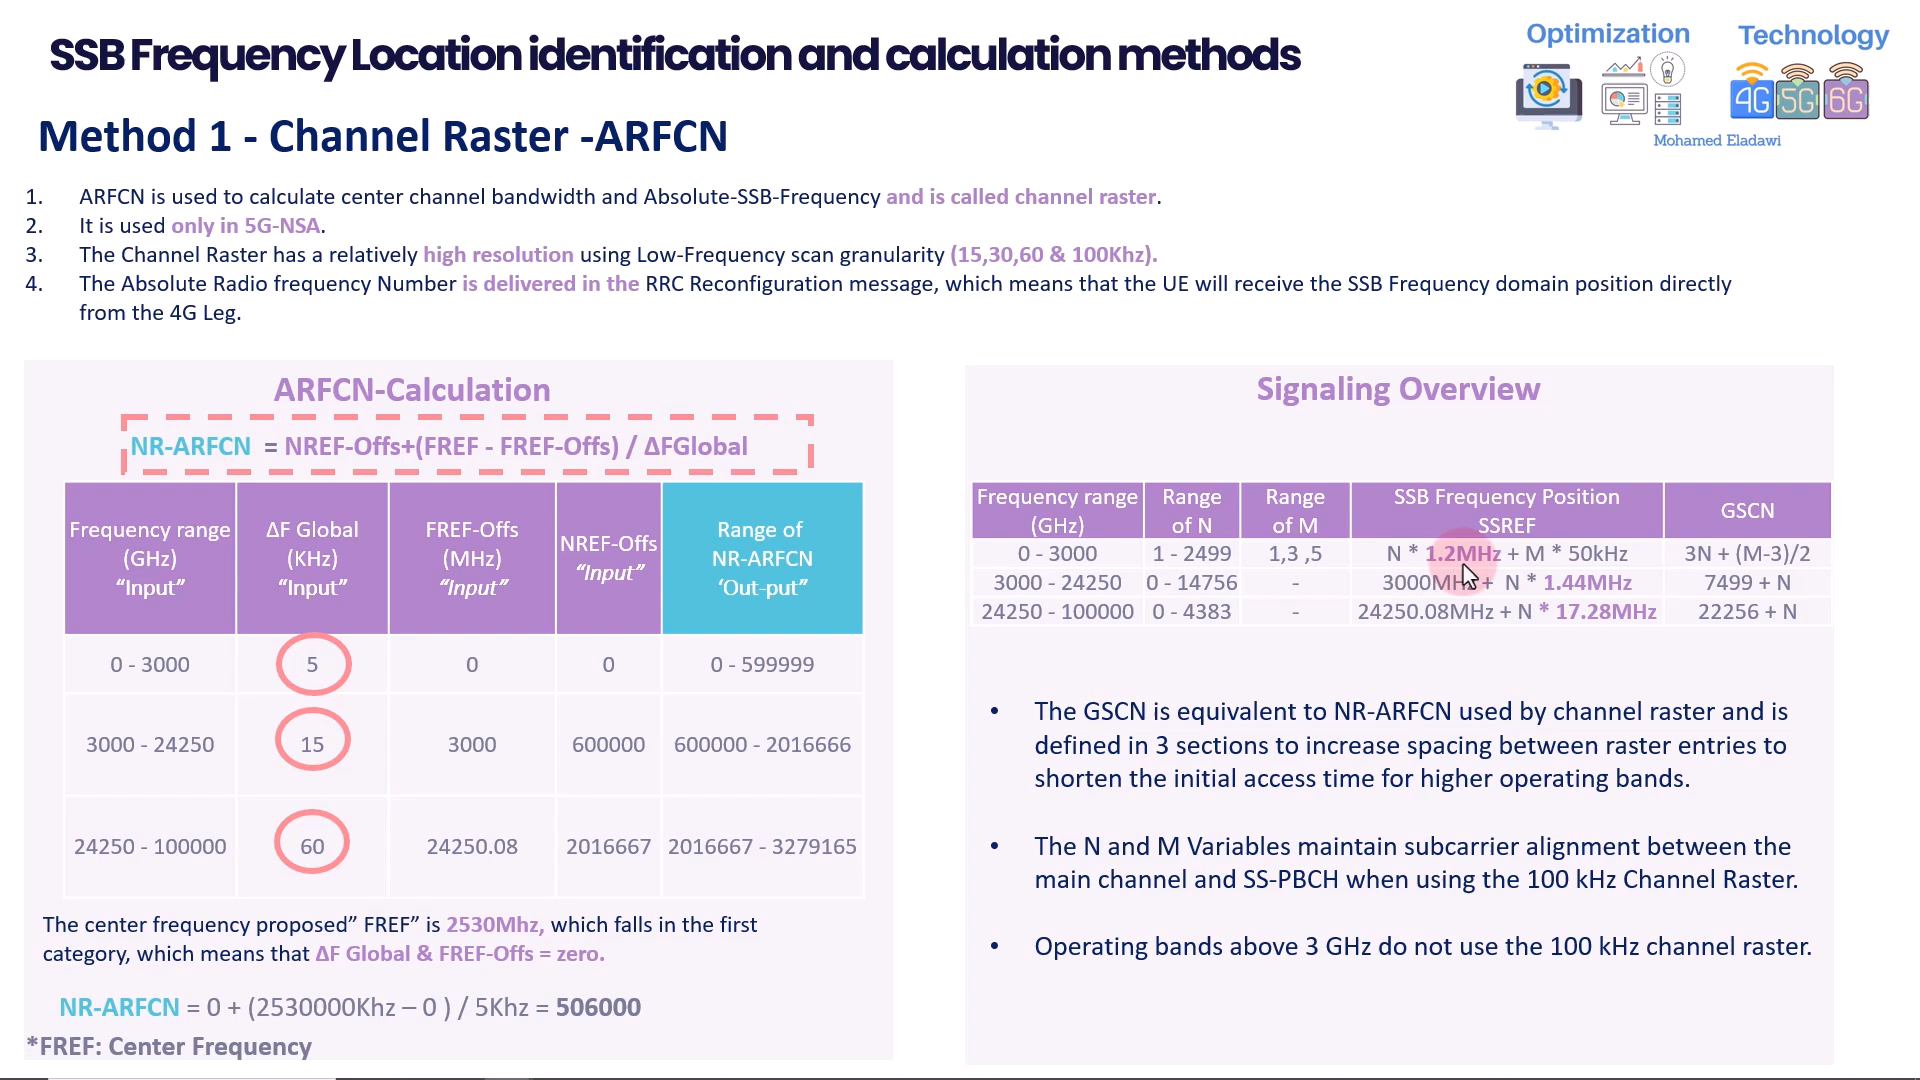 SSB Frequency Location identification and calculation methods
Optimization
Technology
4G 5G 6G
Mohamed Eladawi
Method 1 - Channel Raster -ARFCN
1. ARFCN is used to calculate center channel bandwidth and Absolute-SSB-Frequency and is called channel raster.
2. It is used only in 5G-NSA.
3. The Channel Raster has a relatively high resolution using Low-Frequency scan granularity (15,30,60 & 100Khz).
4. The Absolute Radio frequency Number is delivered in the RRC Reconfiguration message, which means that the UE will receive the SSB Frequency domain position directly
from the 4G Leg.
ARFCN-Calculation
NR-ARFCN = NREF-Offs+(FREF - FREF-Offs) / ΔFGlobal
Frequency range
(GHz)
“Input”
ΔF Global
(KHz)
“Input”
FREF-Offs
(MHz)
“Input”
NREF-Offs
“Input”
Range of
NR-ARFCN
‘Out-put”
0 - 3000 5 0 0 0 - 599999
3000 - 24250 15 3000 600000 600000 - 2016666
24250 - 100000 60 24250.08 2016667 2016667 - 3279165
The center frequency proposed” FREF” is 2530Mhz, which falls in the first
category, which means that ΔF Global & FREF-Offs = zero.
NR-ARFCN = 0 + (2530000Khz – 0 ) / 5Khz = 506000
*FREF: Center Frequency
Signaling Overview
Frequency range
(GHz)
Range
of N
Range
of M
SSB Frequency Position
SSREF
GSCN
0 - 3000 1 - 2499 1,3 ,5 N * 1.2MHz + M * 50kHz 3N + (M-3)/2
3000 - 24250 0 - 14756 - 3000MHz + N * 1.44MHz 7499 + N
24250 - 100000 0 - 4383 - 24250.08MHz + N * 17.28MHz 22256 + N
• The GSCN is equivalent to NR-ARFCN used by channel raster and is
defined in 3 sections to increase spacing between raster entries to
shorten the initial access time for higher operating bands.
• The N and M Variables maintain subcarrier alignment between the
main channel and SS-PBCH when using the 100 kHz Channel Raster.
• Operating bands above 3 GHz do not use the 100 kHz channel raster.